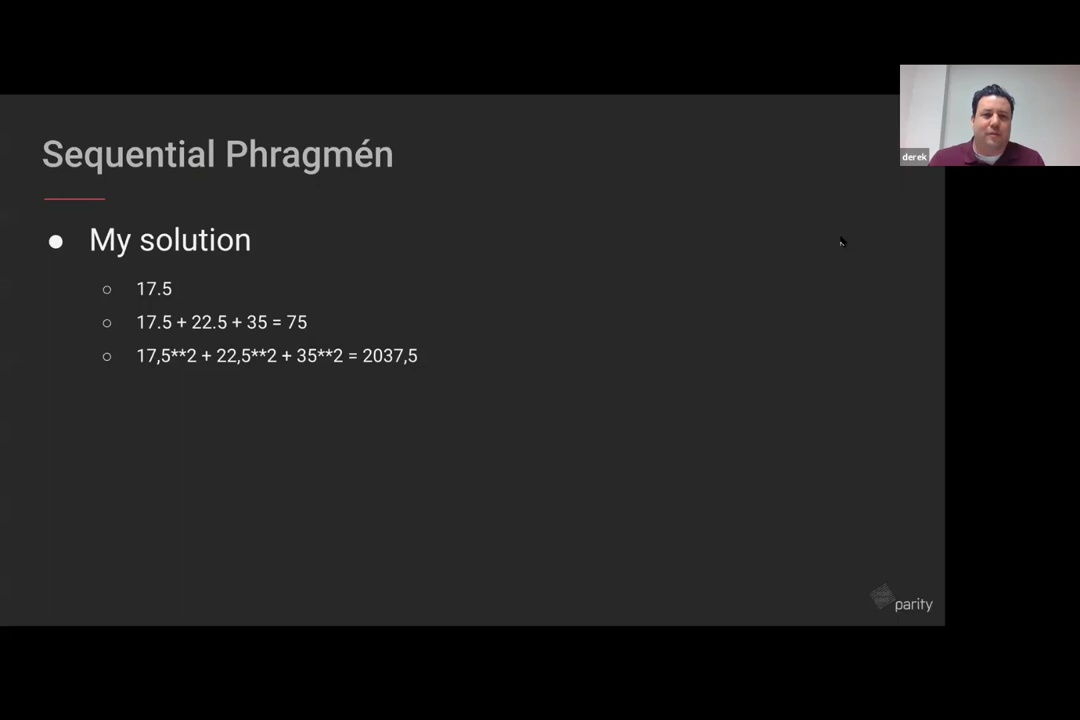 Sequential Phragmén
My solution
17.5
17.5 + 22.5 + 35 = 75
17,5**2 + 22,5**2 + 35**2 = 2037,5
derek
parity